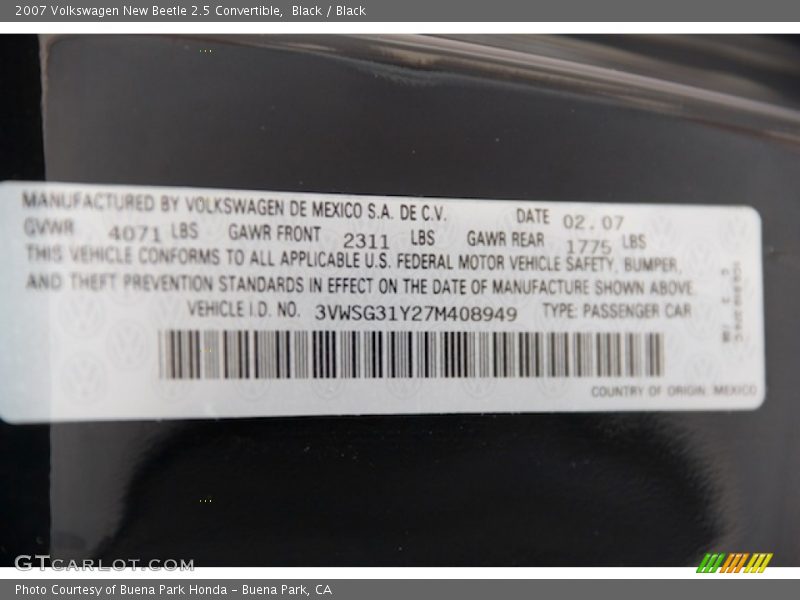 2007 Volkswagen New Beetle 2.5 Convertible,  Black / Black
MANUFACTURED BY VOLKSWAGEN DE MEXICO S.A. DE C.V. DATE 02.07
GVWR 4071 LBS GAWR FRONT 2311 LBS GAWR REAR 1775 LBS
THIS VEHICLE CONFORMS TO ALL APPLICABLE U.S. FEDERAL MOTOR VEHICLE SAFETY, BUMPER,
AND THEFT PREVENTION STANDARDS IN EFFECT ON THE DATE OF MANUFACTURE SHOWN ABOVE.
VEHICLE I.D. NO. 3VWSG31Y27M408949 TYPE: PASSENGER CAR
COUNTRY OF ORIGIN: MEXICO
GTCARLOT.COM
Photo Courtesy of Buena Park Honda - Buena Park, CA